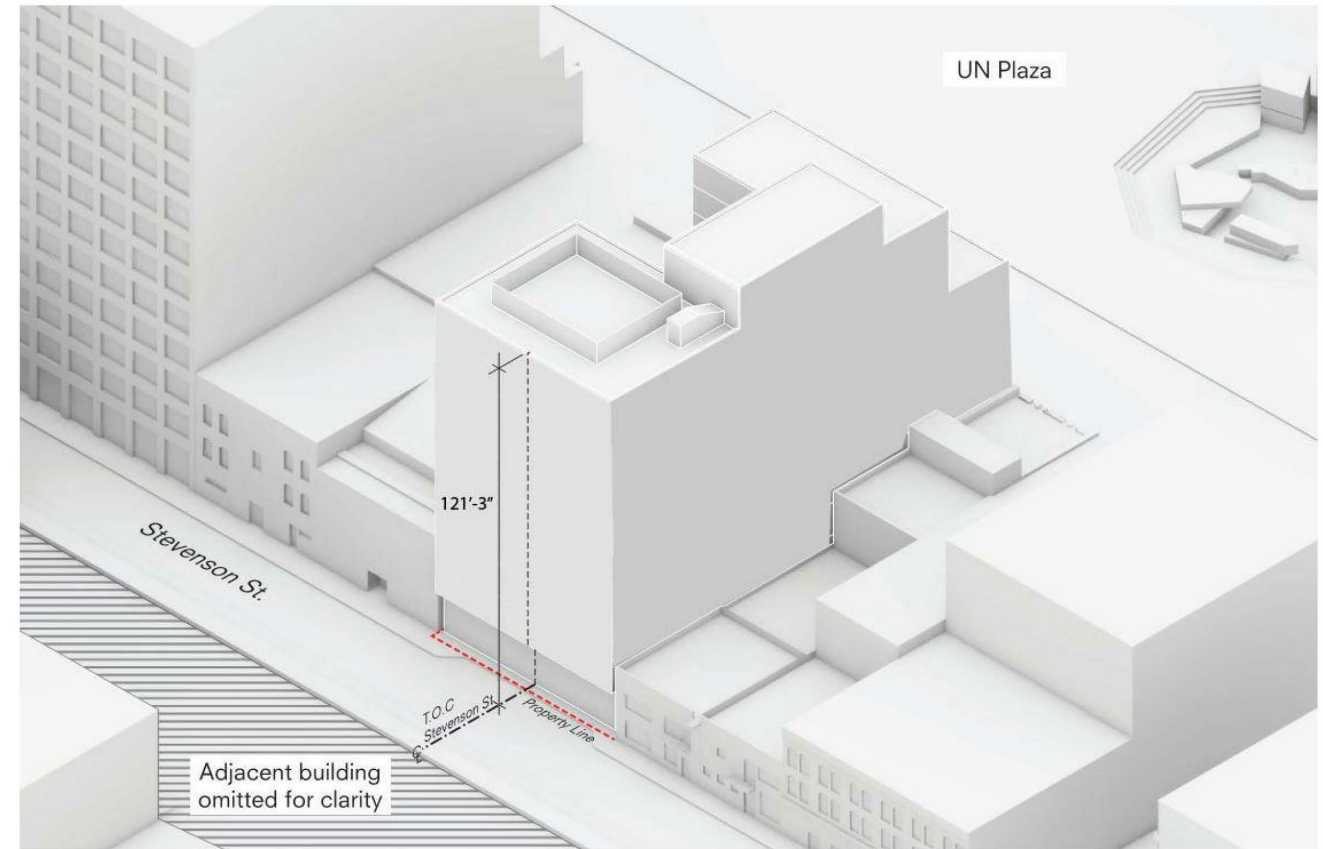 UN Plaza
121'-3"
Stevenson St.
T.O.C
Stevenson St.
Property Line
Adjacent building
omitted for clarity